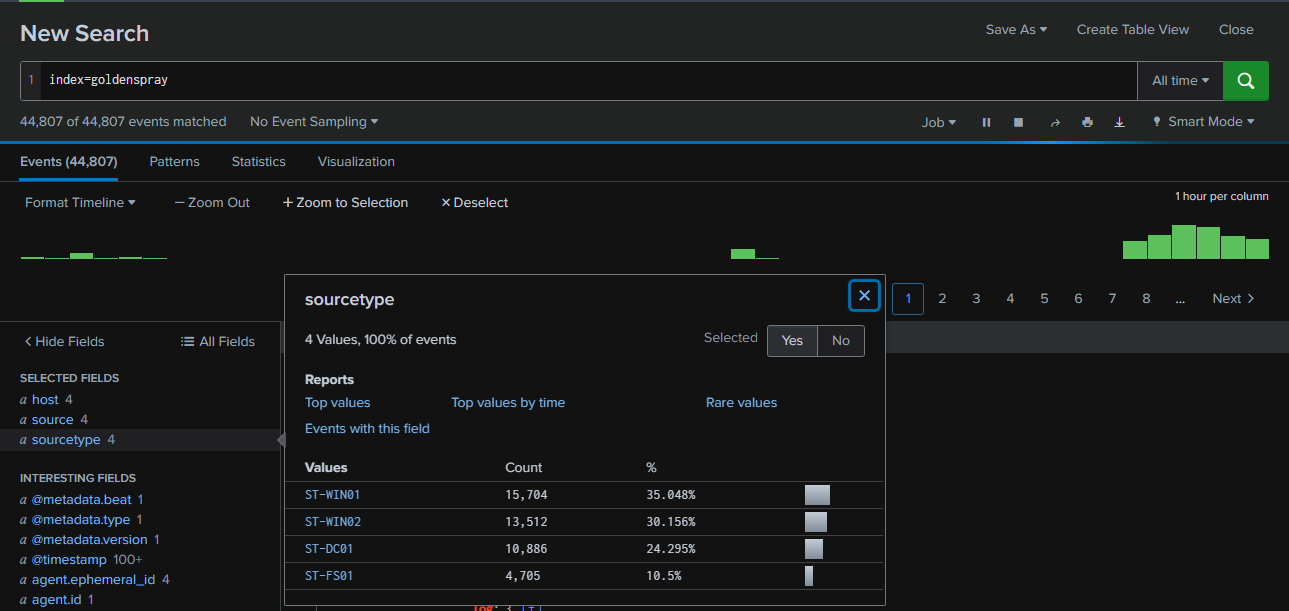 New Search
Save As ▾ Create Table View Close
1 index=goldenspray All time ▾
44,807 of 44,807 events matched No Event Sampling ▾ Job ▾ Smart Mode ▾
Events (44,807) Patterns Statistics Visualization
Format Timeline ▾ — Zoom Out + Zoom to Selection × Deselect 1 hour per column
sourcetype ×
1 2 3 4 5 6 7 8 ... Next >
4 Values, 100% of events Selected Yes No
< Hide Fields All Fields
SELECTED FIELDS
a host 4
a source 4
a sourcetype 4
INTERESTING FIELDS
a @metadata.beat 1
a @metadata.type 1
a @metadata.version 1
a @timestamp 100+
a agent.ephemeral_id 4
a agent.id 1
Reports
Top values Top values by time Rare values
Events with this field
Values Count %
ST-WIN01 15,704 35.048%
ST-WIN02 13,512 30.156%
ST-DC01 10,886 24.295%
ST-FS01 4,705 10.5%